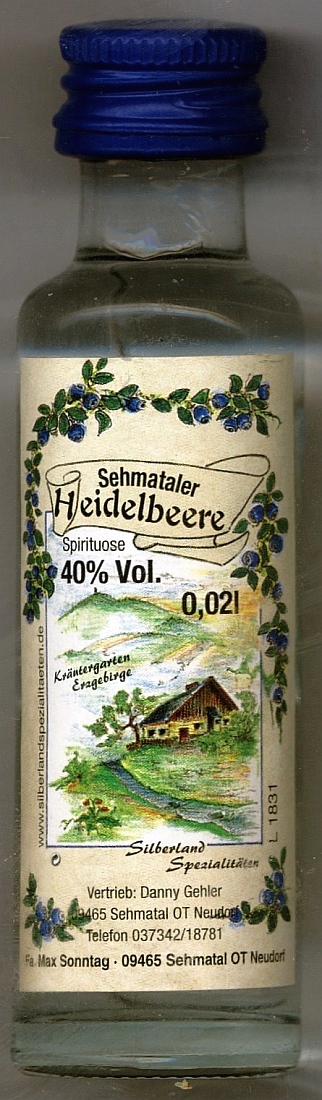 Sehmataler
Heidelbeere
Spirituose
40% Vol.
0,02l
Kräutergarten
Erzgebirge
www.silberlandspezialitaeten.de
L 1831
Silberland
Spezialitäten
Vertrieb: Danny Gehler
09465 Sehmatal OT Neudorf
Telefon 037342/18781
Fa. Max Sonntag · 09465 Sehmatal OT Neudorf